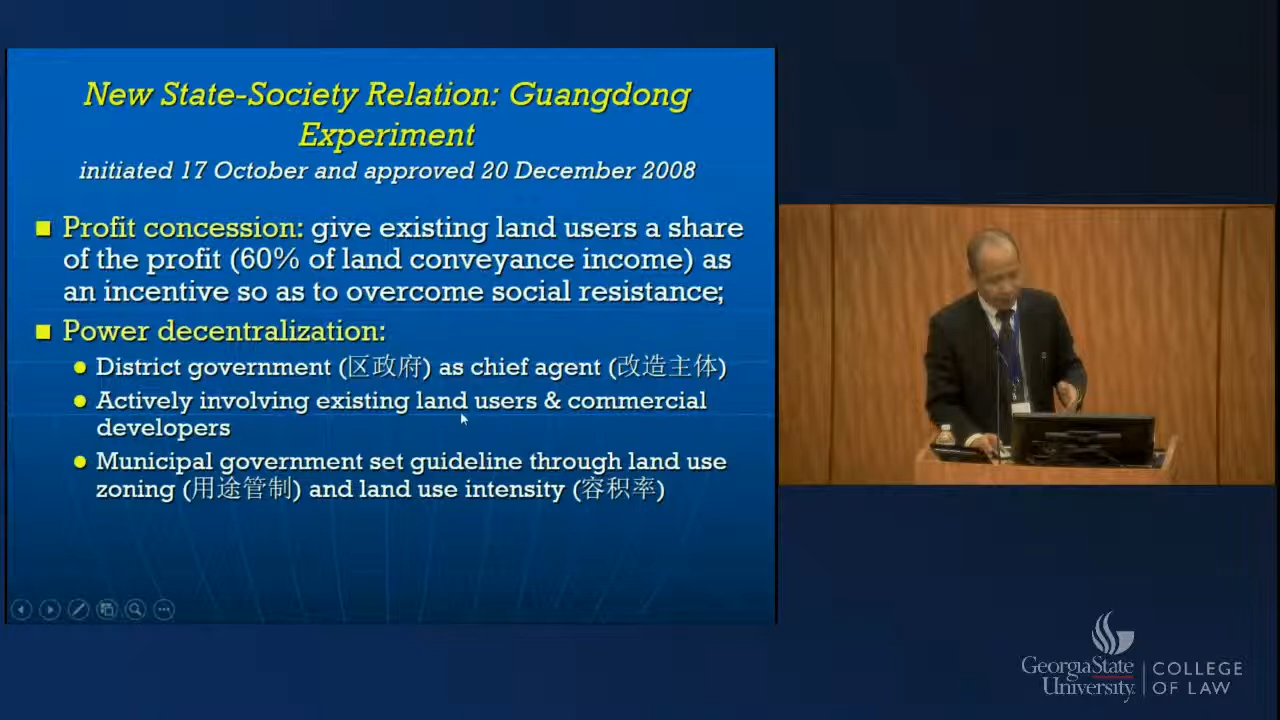 New State-Society Relation: Guangdong
Experiment
initiated 17 October and approved 20 December 2008
Profit concession: give existing land users a share
of the profit (60% of land conveyance income) as
an incentive so as to overcome social resistance;
Power decentralization:
District government (区政府) as chief agent (改造主体)
Actively involving existing land users & commercial
developers
Municipal government set guideline through land use
zoning (用途管制) and land use intensity (容积率)
GeorgiaState
University
COLLEGE
OF LAW